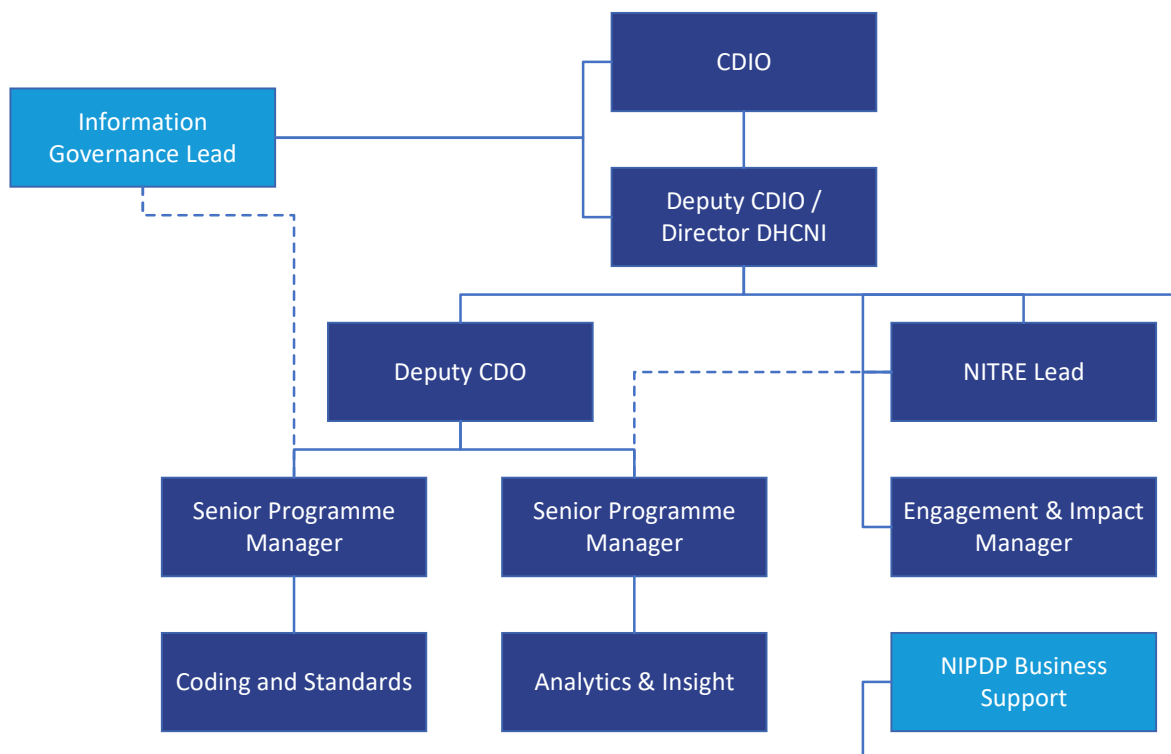 CDIO
Information
Governance Lead
Deputy CDIO /
Director DHCNI
Deputy CDO
NITRE Lead
Senior Programme
Manager
Senior Programme
Manager
Engagement & Impact
Manager
Coding and Standards
Analytics & Insight
NIPDP Business
Support